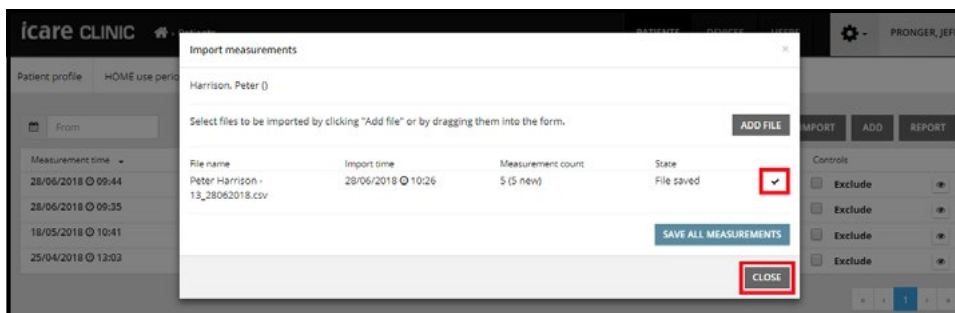 icare CLINIC
PATIENTS DEVICES USERS
PRONGER, JEF
Import measurements
Patient profile HOME use perio
Harrison, Peter ()
From
Select files to be imported by clicking "Add file" or by dragging them into the form.
ADD FILE
IMPORT ADD REPORT
Measurement time
File name Import time Measurement count State
Controls
28/06/2018 09:44
Peter Harrison - 28/06/2018 10:26 5 (5 new) File saved
13_28062018.csv
Exclude
28/06/2018 09:35
Exclude
18/05/2018 10:41
SAVE ALL MEASUREMENTS
Exclude
25/04/2018 13:03
Exclude
CLOSE
« ‹ 1 › »